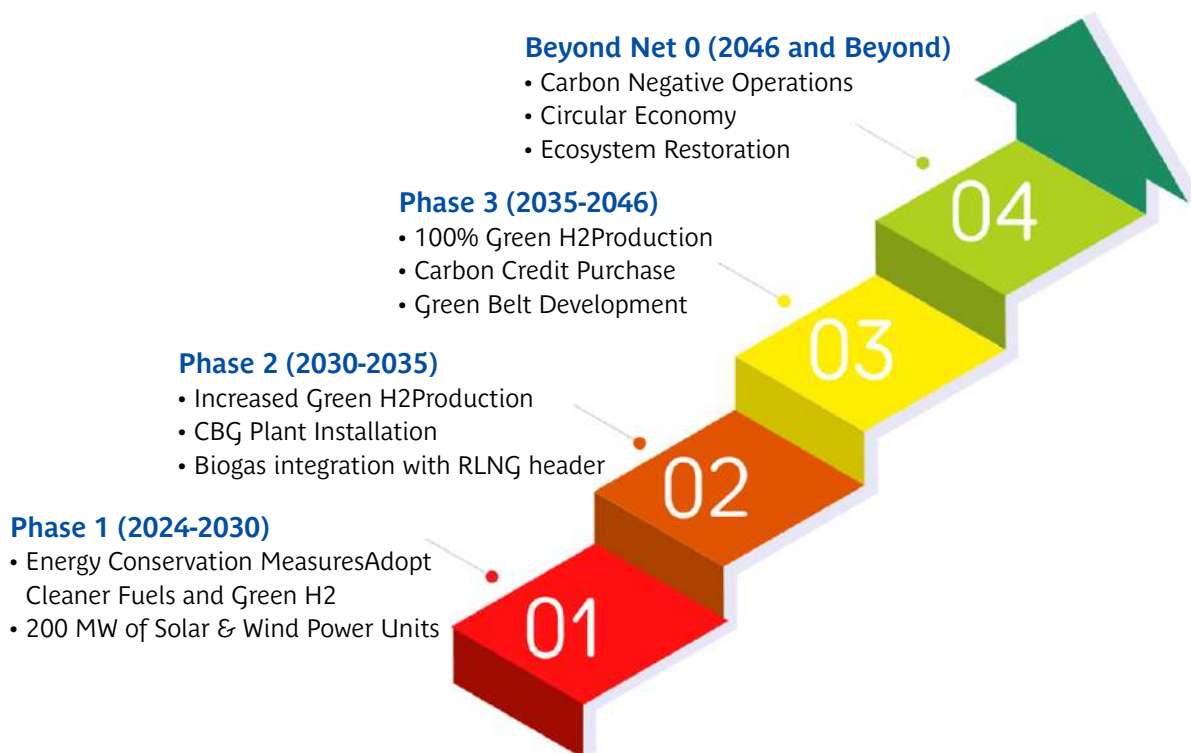 Beyond Net 0 (2046 and Beyond)
• Carbon Negative Operations
• Circular Economy
• Ecosystem Restoration
04
Phase 3 (2035-2046)
• 100% Green H2Production
• Carbon Credit Purchase
• Green Belt Development
03
Phase 2 (2030-2035)
• Increased Green H2Production
• CBG Plant Installation
• Biogas integration with RLNG header
02
Phase 1 (2024-2030)
• Energy Conservation MeasuresAdopt
Cleaner Fuels and Green H2
• 200 MW of Solar & Wind Power Units
01